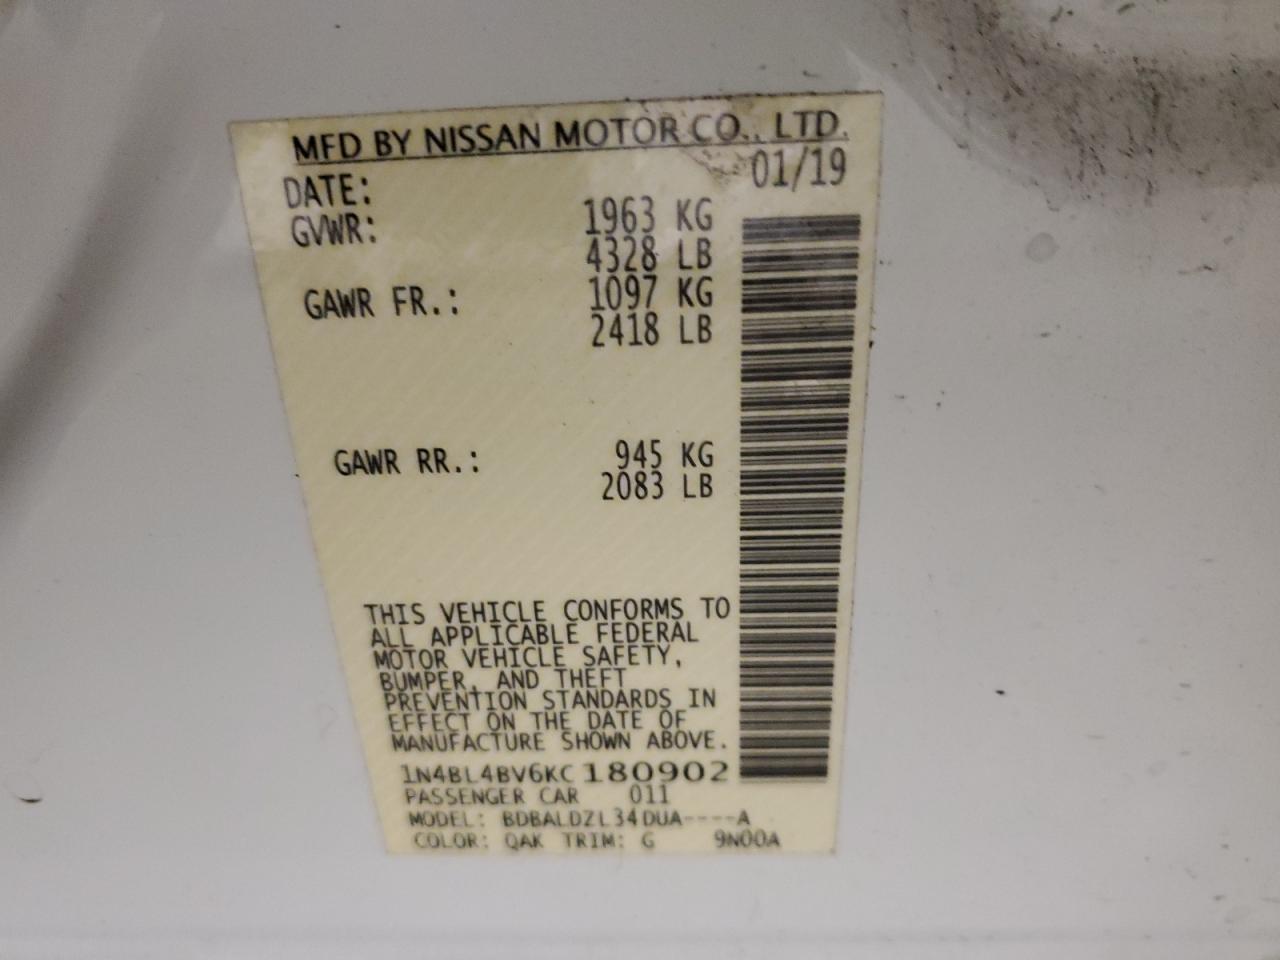 MFD BY NISSAN MOTOR CO., LTD.
DATE: 01/19
GVWR: 1963 KG
4328 LB
GAWR FR.: 1097 KG
2418 LB
GAWR RR.: 945 KG
2083 LB
THIS VEHICLE CONFORMS TO
ALL APPLICABLE FEDERAL
MOTOR VEHICLE SAFETY,
BUMPER, AND THEFT
PREVENTION STANDARDS IN
EFFECT ON THE DATE OF
MANUFACTURE SHOWN ABOVE.
1N4BL4BV6KC180902
PASSENGER CAR 011
MODEL: BDBALDZL34DUA----A
COLOR: QAK TRIM: G 9N00A